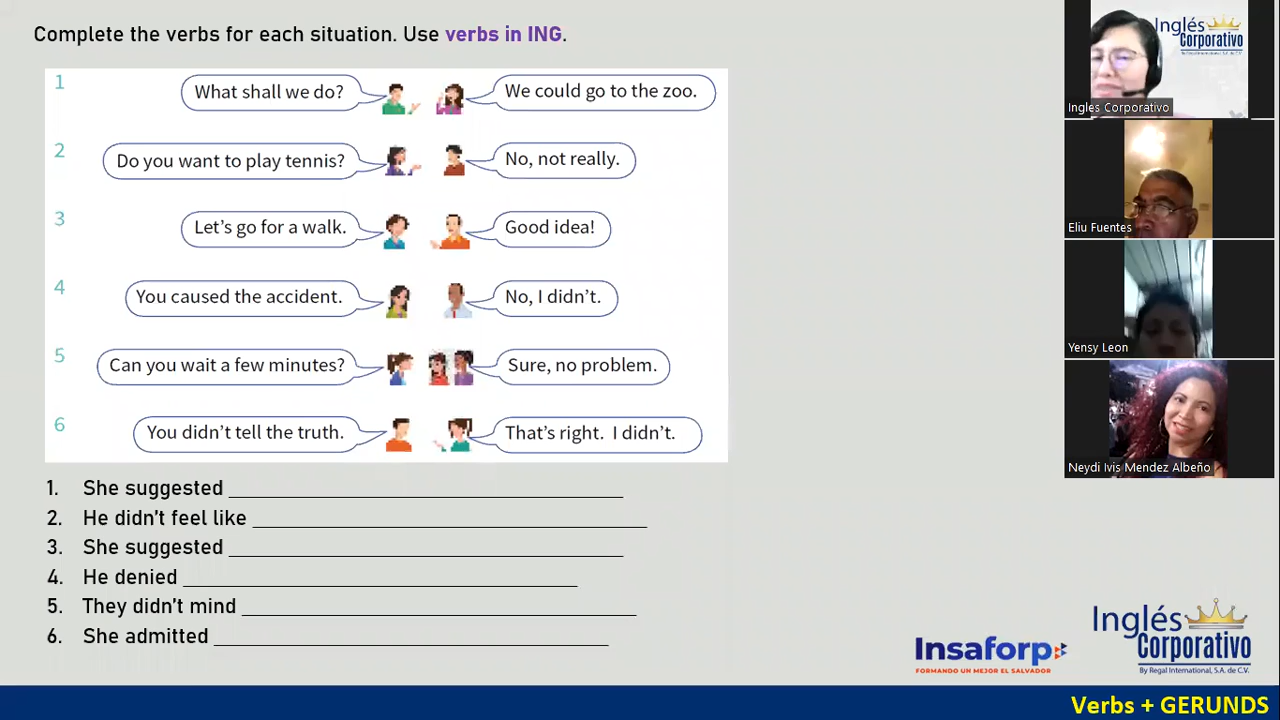 Complete the verbs for each situation. Use verbs in ING.
1
What shall we do?
We could go to the zoo.
2
Do you want to play tennis?
No, not really.
3
Let's go for a walk.
Good idea!
4
You caused the accident.
No, I didn't.
5
Can you wait a few minutes?
Sure, no problem.
6
You didn't tell the truth.
That's right. I didn't.
1. She suggested
2. He didn't feel like
3. She suggested
4. He denied
5. They didn't mind
6. She admitted
Inglés
Corporativo
By Regal International, S.A. de C.V.
Ingles Corporativo
Eliu Fuentes
Yensy Leon
Neydi Ivis Mendez Albeño
Insaforp
FORMANDO UN MEJOR EL SALVADOR
Inglés
Corporativo
By Regal International, S.A. de C.V.
Verbs + GERUNDS